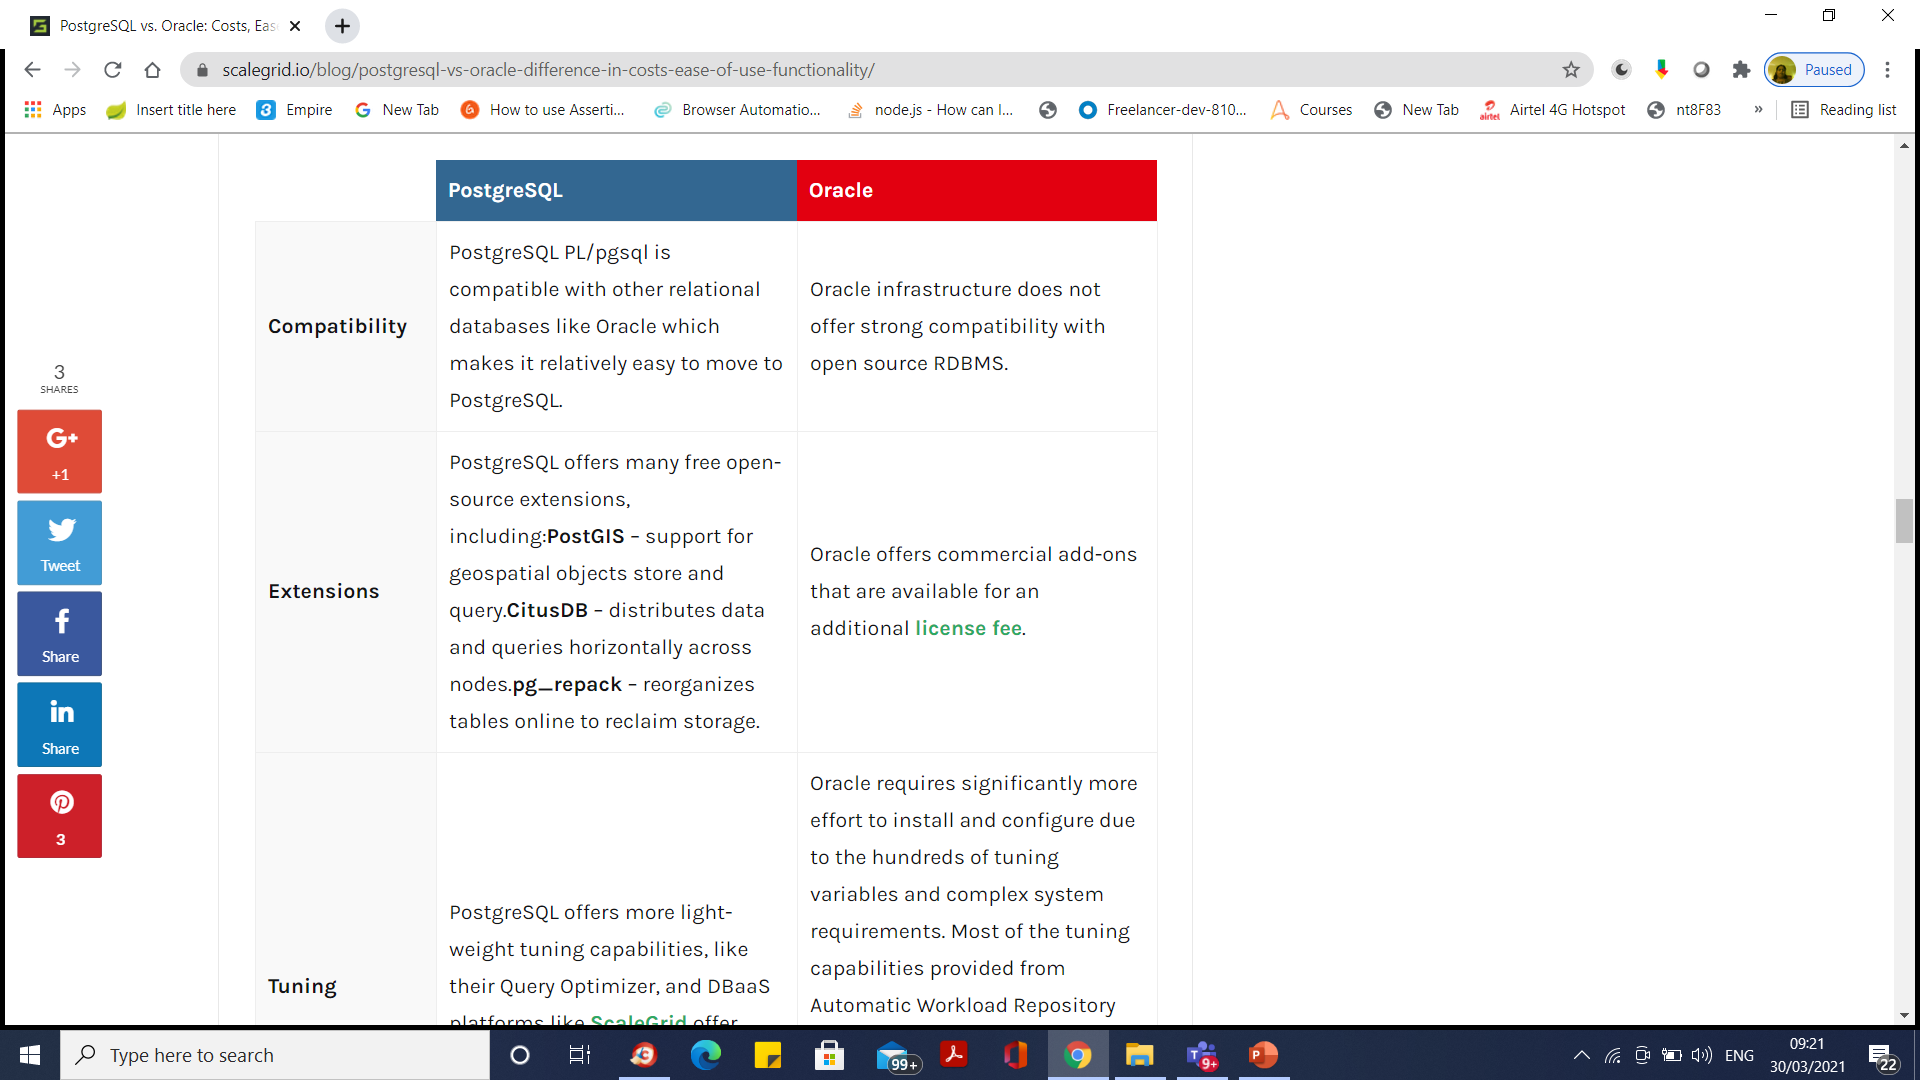 PostgreSQL vs. Oracle: Costs, Eas
scalegrid.io/blog/postgresql-vs-oracle-difference-in-costs-ease-of-use-functionality/
Paused
Apps
Insert title here
Empire
New Tab
How to use Asserti...
Browser Automatio...
node.js - How can I...
Freelancer-dev-810...
Courses
New Tab
airtel
Airtel 4G Hotspot
nt8F83
»
Reading list
PostgreSQL
Oracle
Compatibility
PostgreSQL PL/pgsql is
compatible with other relational
databases like Oracle which
makes it relatively easy to move to
PostgreSQL.
Oracle infrastructure does not
offer strong compatibility with
open source RDBMS.
Extensions
PostgreSQL offers many free open-
source extensions,
including:PostGIS – support for
geospatial objects store and
query.CitusDB – distributes data
and queries horizontally across
nodes.pg_repack – reorganizes
tables online to reclaim storage.
Oracle offers commercial add-ons
that are available for an
additional license fee.
Tuning
PostgreSQL offers more light-
weight tuning capabilities, like
their Query Optimizer, and DBaaS
platforms like ScaleGrid offer
Oracle requires significantly more
effort to install and configure due
to the hundreds of tuning
variables and complex system
requirements. Most of the tuning
capabilities provided from
Automatic Workload Repository
3
SHARES
G+
+1
Tweet
Share
in
Share
3
Type here to search
99+
9+
ENG
09:21
30/03/2021
22